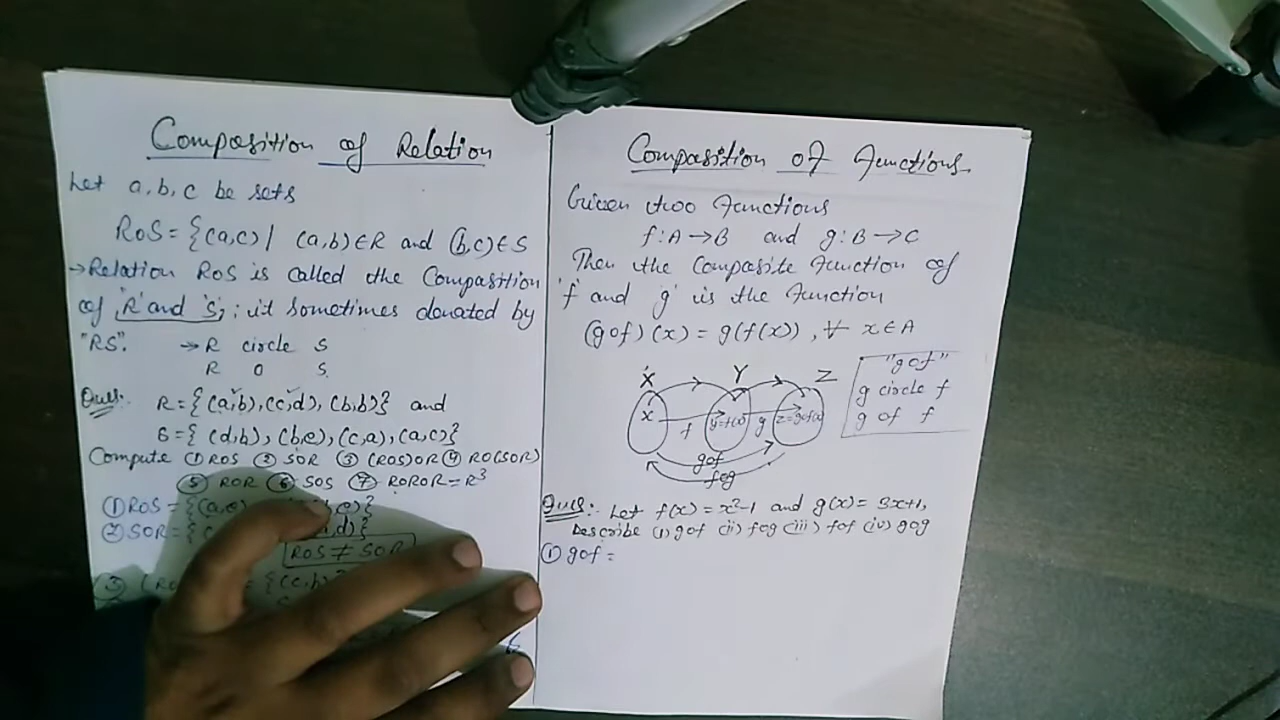 Composition of Relation
Let a, b, c be sets
RoS = {(a,c) | (a,b) ∈ R and (b,c) ∈ S
→ Relation RoS is called the Composition
of 'R' and 'S'; it sometimes donated by
"RS". → R circle S
R O S.
Ques:. R = {(a,b), (c,d), (b,b)} and
S = {(d,b), (b,e), (c,a), (a,c)}
Compute ① ROS ② SOR ③ (ROS)OR ④ RO(SOR)
⑤ ROR ⑥ SOS ⑦ ROROR = R³
① ROS = {(a,e) e)}
② SOR = { d)}
ROS ≠ SOR
③ = {(c,b)
Composition of Functions.
Given two Functions
f: A → B and g: B → C
Then the Composite Function of
'f' and 'g' is the Function
(gof)(x) = g(f(x)), ∀ x ∈ A
X Y Z
x y=f(x) z=gof(x)
f g
gof
fog
"gof"
g circle f
g of f
Ques:. Let f(x) = x²-1 and g(x) = 3x+1,
Describe (i) gof (ii) fog (iii) fof (iv) gog
① gof =